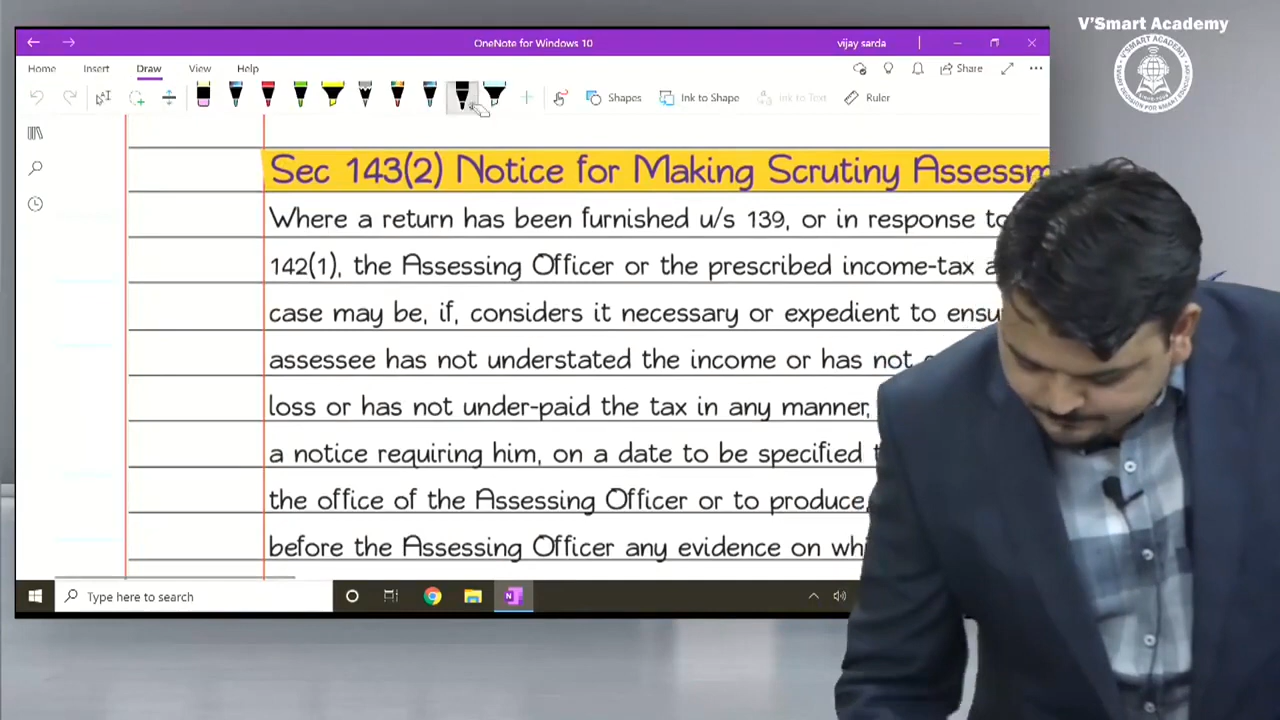 V'Smart Academy
OneNote for Windows 10
vijay sarda
Home Insert Draw View Help
Share
Shapes
Ink to Shape
Ink to Text
Ruler
Sec 143(2) Notice for Making Scrutiny
Where a return has been furnished u/s 139, or in response to
142(1), the Assessing Officer or the prescribed income-tax
case may be, if, considers it necessary or expedient to
assessee has not understated the income or has not
loss or has not under-paid the tax in any manner,
a notice requiring him, on a date to be specified
the office of the Assessing Officer or to produce,
before the Assessing Officer any evidence on
Type here to search